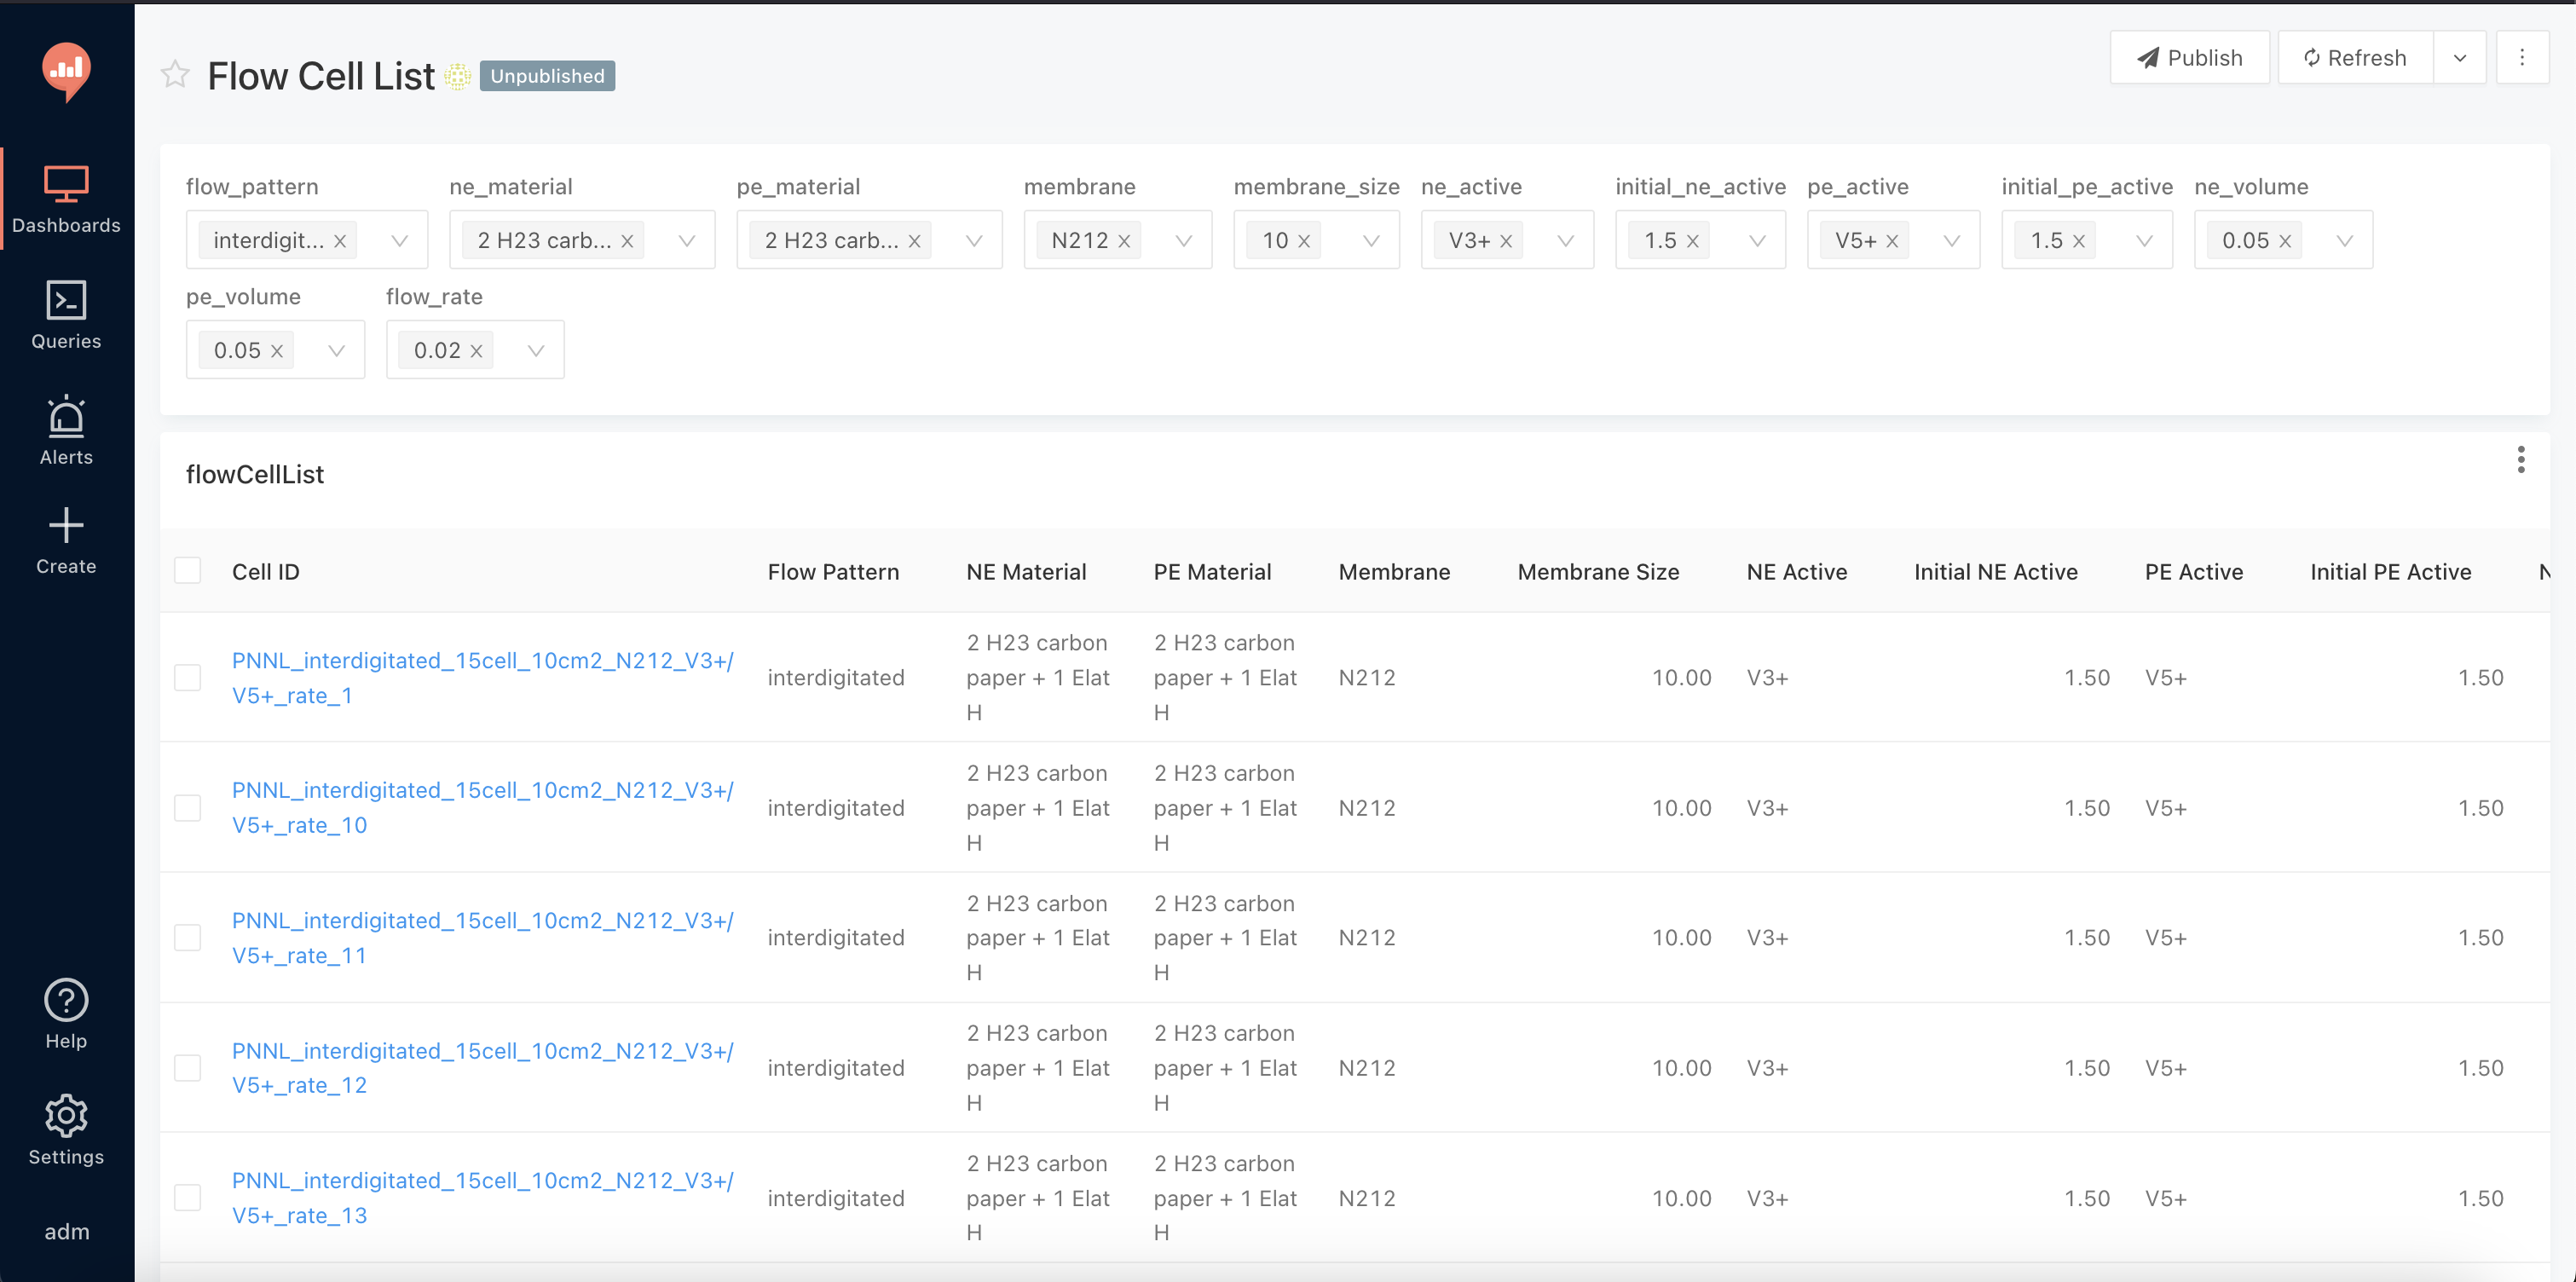 Flow Cell List
Unpublished
Publish
Refresh
Dashboards
Queries
Alerts
Create
Help
Settings
adm
flow_pattern ne_material pe_material membrane membrane_size ne_active initial_ne_active pe_active initial_pe_active ne_volume
interdigit... 2 H23 carb... 2 H23 carb... N212 10 V3+ 1.5 V5+ 1.5 0.05
pe_volume flow_rate
0.05 0.02
flowCellList
Cell ID Flow Pattern NE Material PE Material Membrane Membrane Size NE Active Initial NE Active PE Active Initial PE Active
2 H23 carbon 2 H23 carbon
PNNL_interdigitated_15cell_10cm2_N212_V3+/
interdigitated paper + 1 Elat paper + 1 Elat N212 10.00 V3+ 1.50 V5+ 1.50
V5+_rate_1
H H
2 H23 carbon 2 H23 carbon
PNNL_interdigitated_15cell_10cm2_N212_V3+/
interdigitated paper + 1 Elat paper + 1 Elat N212 10.00 V3+ 1.50 V5+ 1.50
V5+_rate_10
H H
2 H23 carbon 2 H23 carbon
PNNL_interdigitated_15cell_10cm2_N212_V3+/
interdigitated paper + 1 Elat paper + 1 Elat N212 10.00 V3+ 1.50 V5+ 1.50
V5+_rate_11
H H
2 H23 carbon 2 H23 carbon
PNNL_interdigitated_15cell_10cm2_N212_V3+/
interdigitated paper + 1 Elat paper + 1 Elat N212 10.00 V3+ 1.50 V5+ 1.50
V5+_rate_12
H H
2 H23 carbon 2 H23 carbon
PNNL_interdigitated_15cell_10cm2_N212_V3+/
interdigitated paper + 1 Elat paper + 1 Elat N212 10.00 V3+ 1.50 V5+ 1.50
V5+_rate_13
H H